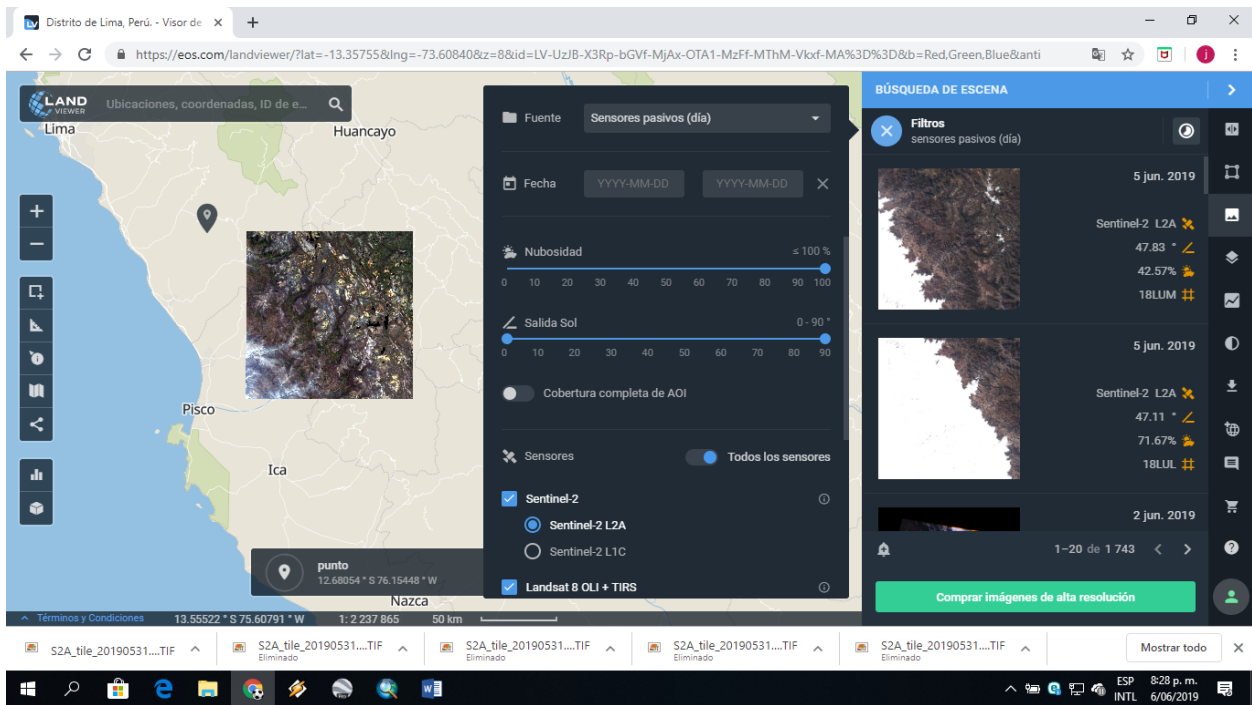 Distrito de Lima, Perú. - Visor de
https://eos.com/landviewer/?lat=-13.35755&lng=-73.60840&z=8&id=LV-UzJB-X3Rp-bGVf-MjAx-OTA1-MzFf-MThM-Vkxf-MA%3D%3D&b=Red,Green,Blue&anti
LAND
VIEWER
Ubicaciones, coordenadas, ID de e...
Lima
Huancayo
Pisco
Ica
Nazca
punto
12.68054 ° S 76.15448 ° W
Términos y Condiciones
13.55522 ° S 75.60791 ° W
1: 2 237 865
50 km
Fuente
Sensores pasivos (día)
Fecha
YYYY-MM-DD
YYYY-MM-DD
Nubosidad
≤ 100 %
0 10 20 30 40 50 60 70 80 90 100
Salida Sol
0 - 90 °
0 10 20 30 40 50 60 70 80 90
Cobertura completa de AOI
Sensores
Todos los sensores
Sentinel-2
Sentinel-2 L2A
Sentinel-2 L1C
Landsat 8 OLI + TIRS
BÚSQUEDA DE ESCENA
Filtros
sensores pasivos (día)
5 jun. 2019
Sentinel-2 L2A
47.83 °
42.57%
18LUM
5 jun. 2019
Sentinel-2 L2A
47.11 °
71.67%
18LUL
2 jun. 2019
1–20 de 1 743
Comprar imágenes de alta resolución
S2A_tile_20190531....TIF
S2A_tile_20190531....TIF
Eliminado
S2A_tile_20190531....TIF
Eliminado
S2A_tile_20190531....TIF
Eliminado
S2A_tile_20190531....TIF
Eliminado
Mostrar todo
ESP
INTL
8:28 p. m.
6/06/2019